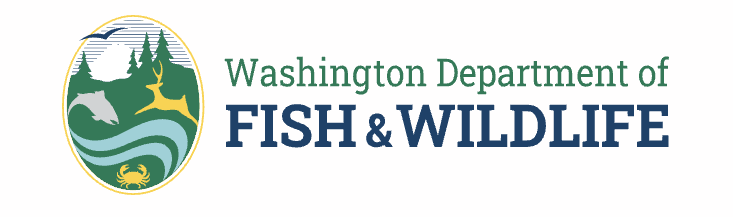 Washington Department of
FISH & WILDLIFE